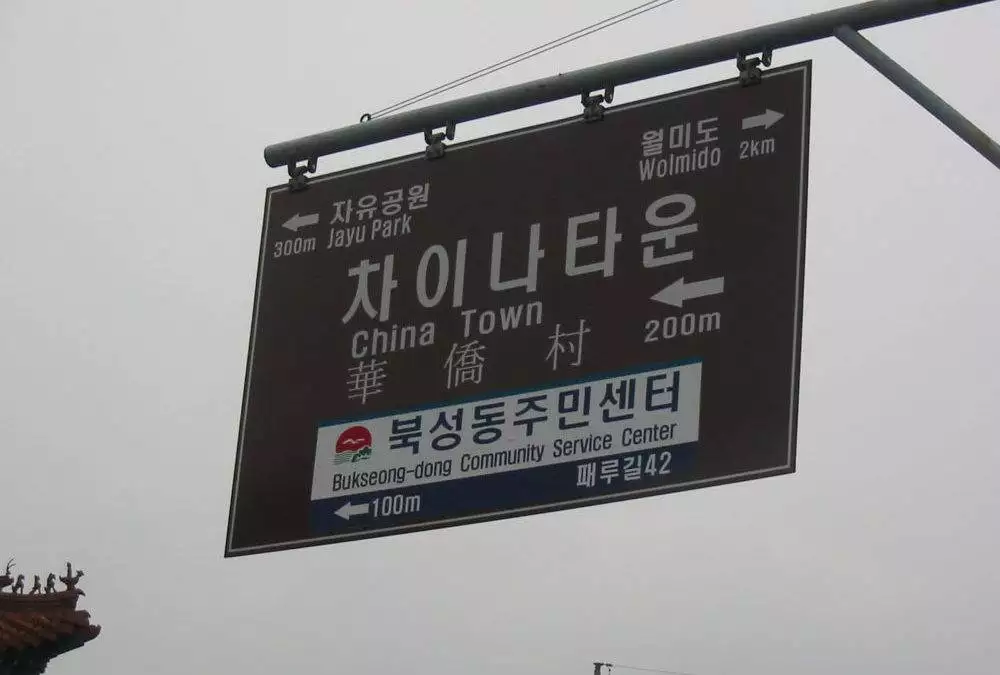 ← 자유공원
300m Jayu Park
월미도 →
Wolmido 2km
차이나타운
China Town
華 僑 村
←
200m
북성동주민센터
Bukseong-dong Community Service Center
←100m 패루길42